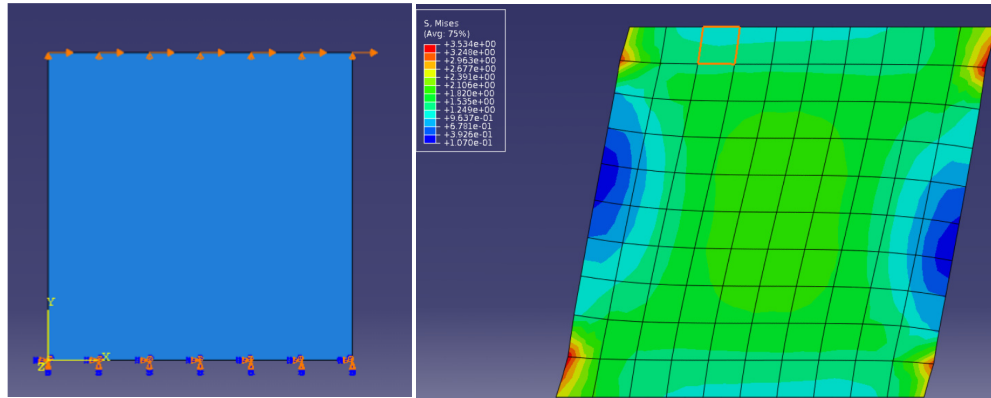 Y
X
Z
S, Mises
(Avg: 75%)
+3.534e+00
+3.248e+00
+2.963e+00
+2.677e+00
+2.391e+00
+2.106e+00
+1.820e+00
+1.535e+00
+1.249e+00
+9.637e-01
+6.781e-01
+3.926e-01
+1.070e-01